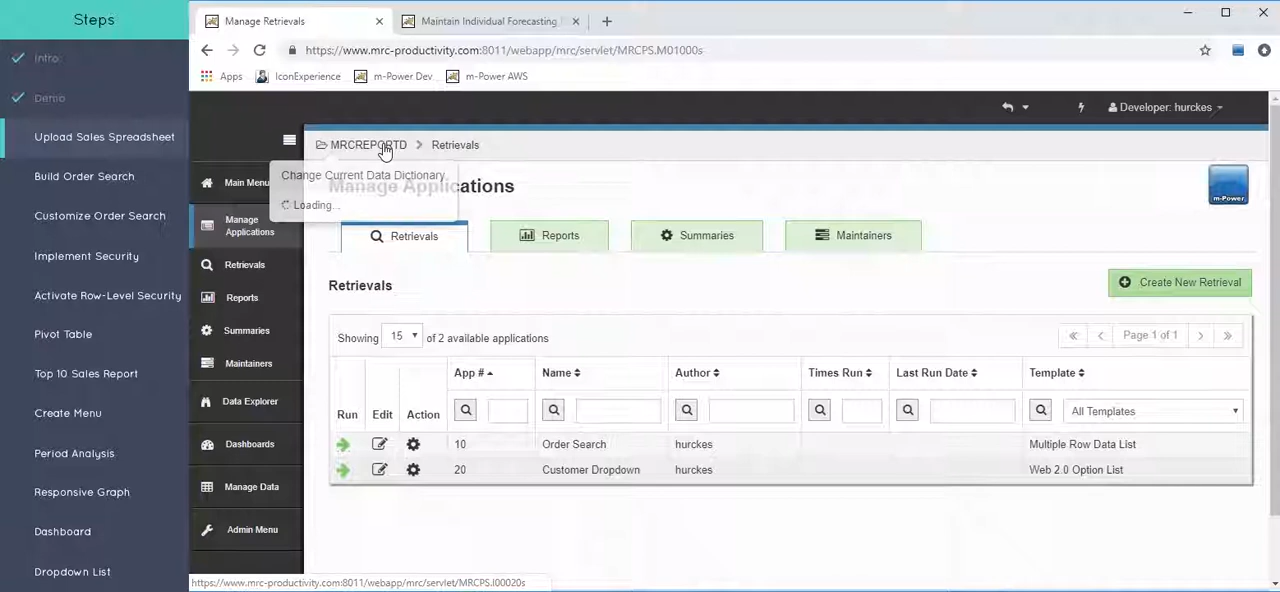 Steps
Intro
Demo
Upload Sales Spreadsheet
Build Order Search
Customize Order Search
Implement Security
Activate Row-Level Security
Pivot Table
Top 10 Sales Report
Create Menu
Period Analysis
Responsive Graph
Dashboard
Dropdown List
Manage Retrievals
Maintain Individual Forecasting
https://www.mrc-productivity.com:8011/webapp/mrc/servlet/MRCPS.M01000s
Apps IconExperience m-Power Dev m-Power AWS
Developer: hurckes
MRCREPORTD > Retrievals
Change Current Data Dictionary
Loading...
Main Menu
Manage Applications
Retrievals
Reports
Summaries
Maintainers
Data Explorer
Dashboards
Manage Data
Admin Menu
Manage Applications
m-Power
Retrievals Reports Summaries Maintainers
Retrievals
Create New Retrieval
Showing 15 of 2 available applications
« ‹ Page 1 of 1 › »
Run Edit Action App # Name Author Times Run Last Run Date Template
All Templates
10 Order Search hurckes Multiple Row Data List
20 Customer Dropdown hurckes Web 2.0 Option List
https://www.mrc-productivity.com:8011/webapp/mrc/servlet/MRCPS.I00020s